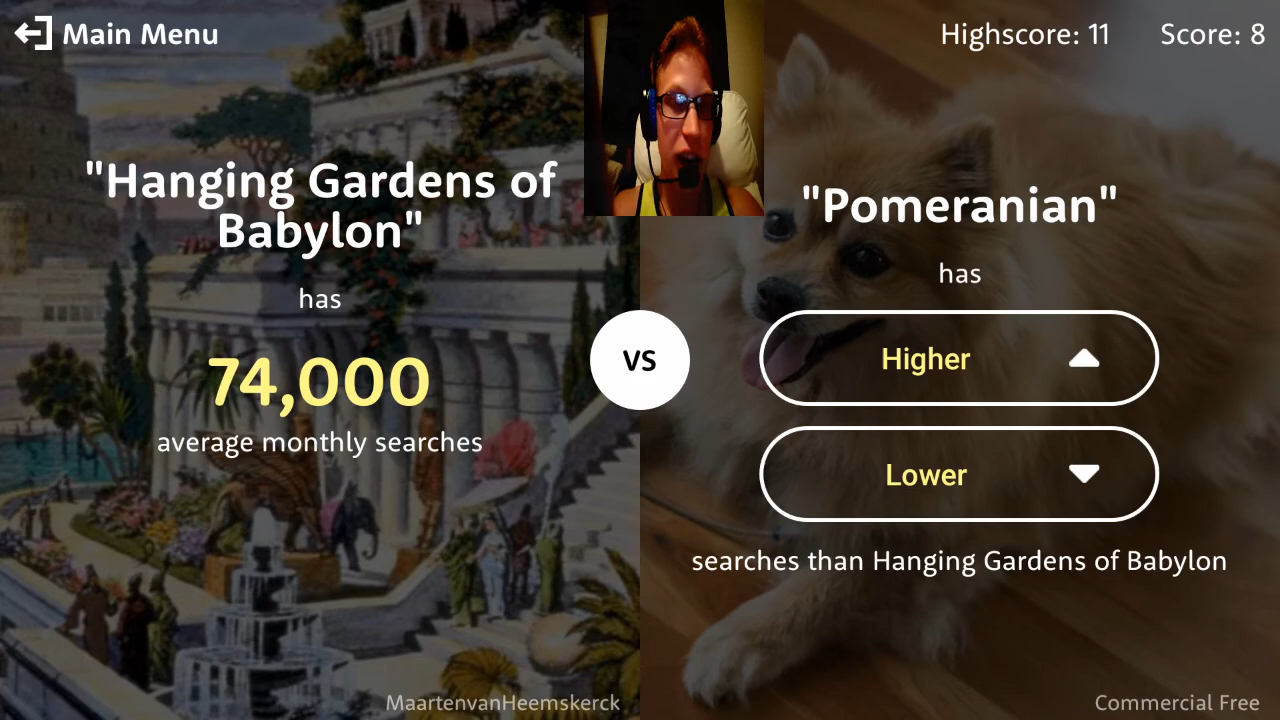 Main Menu
Highscore: 11
Score: 8
"Hanging Gardens of
Babylon"
has
74,000
average monthly searches
MaartenvanHeemskerck
VS
"Pomeranian"
has
Higher
Lower
searches than Hanging Gardens of Babylon
Commercial Free